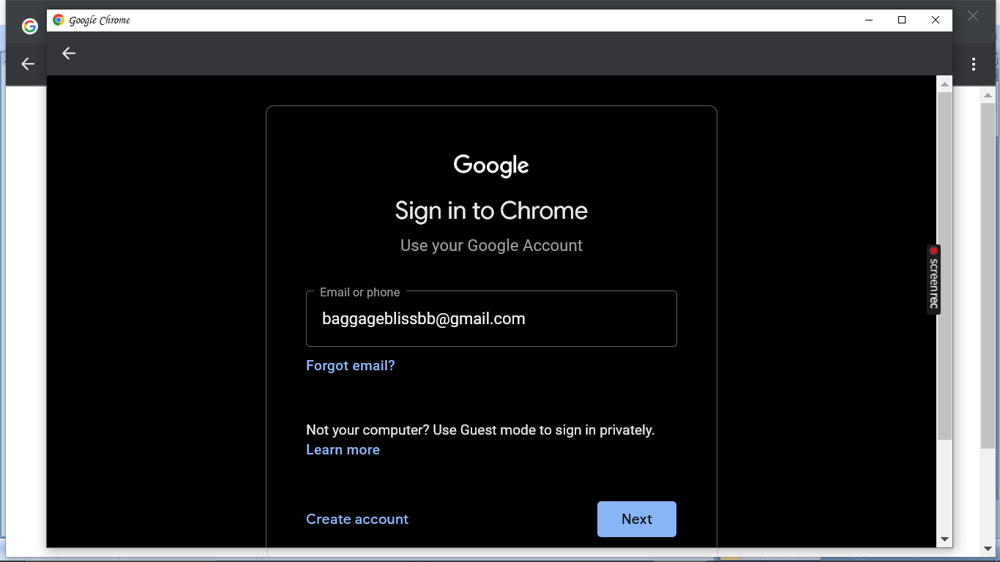 Google Chrome
Google
Sign in to Chrome
Use your Google Account
Email or phone
baggageblissbb@gmail.com
Forgot email?
Not your computer? Use Guest mode to sign in privately.
Learn more
Create account
Next
screenrec